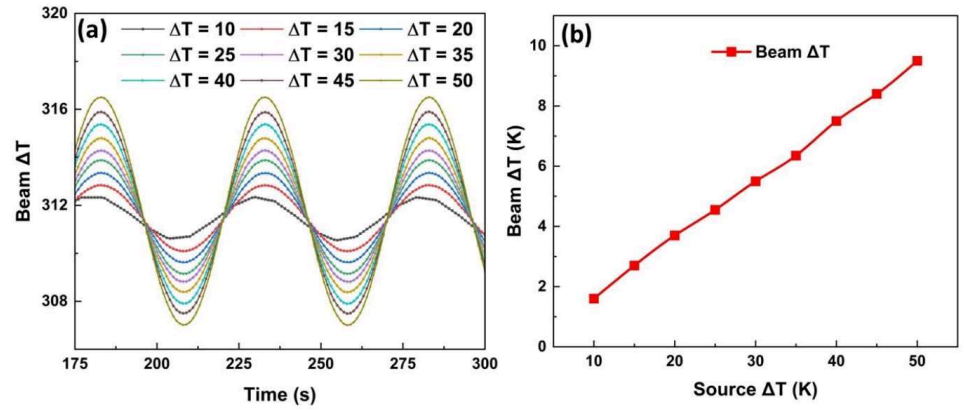 (a)
ΔT = 10 ΔT = 15 ΔT = 20
ΔT = 25 ΔT = 30 ΔT = 35
ΔT = 40 ΔT = 45 ΔT = 50
320
316
312
308
Beam ΔT
175 200 225 250 275 300
Time (s)
(b)
Beam ΔT
10
8
6
4
2
0
Beam ΔT (K)
10 20 30 40 50
Source ΔT (K)